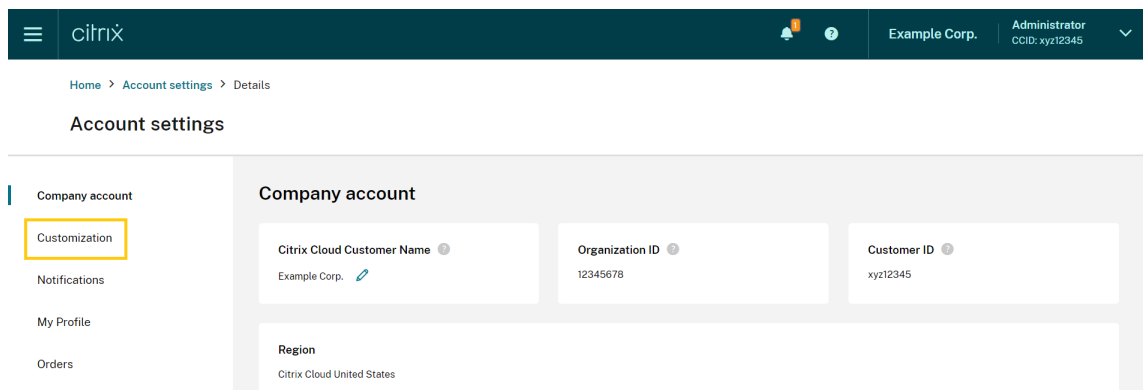 citrix
1
?
Example Corp.
Administrator
CCID: xyz12345
Home > Account settings > Details
Account settings
Company account
Customization
Notifications
My Profile
Orders
Company account
Citrix Cloud Customer Name ?
Example Corp.
Organization ID ?
12345678
Customer ID ?
xyz12345
Region
Citrix Cloud United States